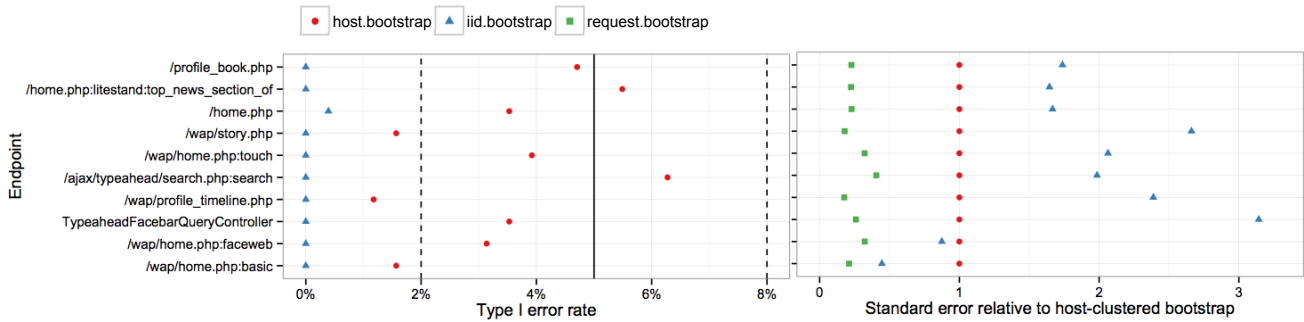 host.bootstrap iid.bootstrap request.bootstrap
Endpoint
/profile_book.php
/home.php:litestand:top_news_section_of
/home.php
/wap/story.php
/wap/home.php:touch
/ajax/typeahead/search.php:search
/wap/profile_timeline.php
TypeaheadFacebarQueryController
/wap/home.php:faceweb
/wap/home.php:basic
0% 2% 4% 6% 8%
Type I error rate
0 1 2 3
Standard error relative to host-clustered bootstrap